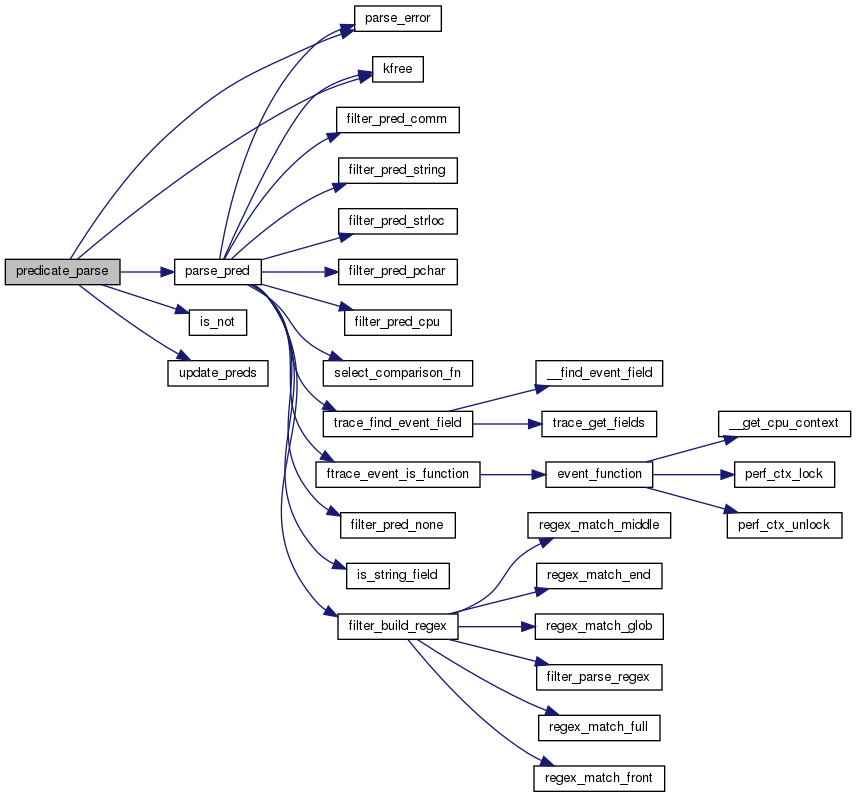 parse_error
kfree
filter_pred_comm
filter_pred_string
filter_pred_strloc
predicate_parse
parse_pred
filter_pred_pchar
is_not
filter_pred_cpu
update_preds
select_comparison_fn
__find_event_field
trace_find_event_field
trace_get_fields
__get_cpu_context
ftrace_event_is_function
event_function
perf_ctx_lock
filter_pred_none
regex_match_middle
perf_ctx_unlock
is_string_field
regex_match_end
filter_build_regex
regex_match_glob
filter_parse_regex
regex_match_full
regex_match_front